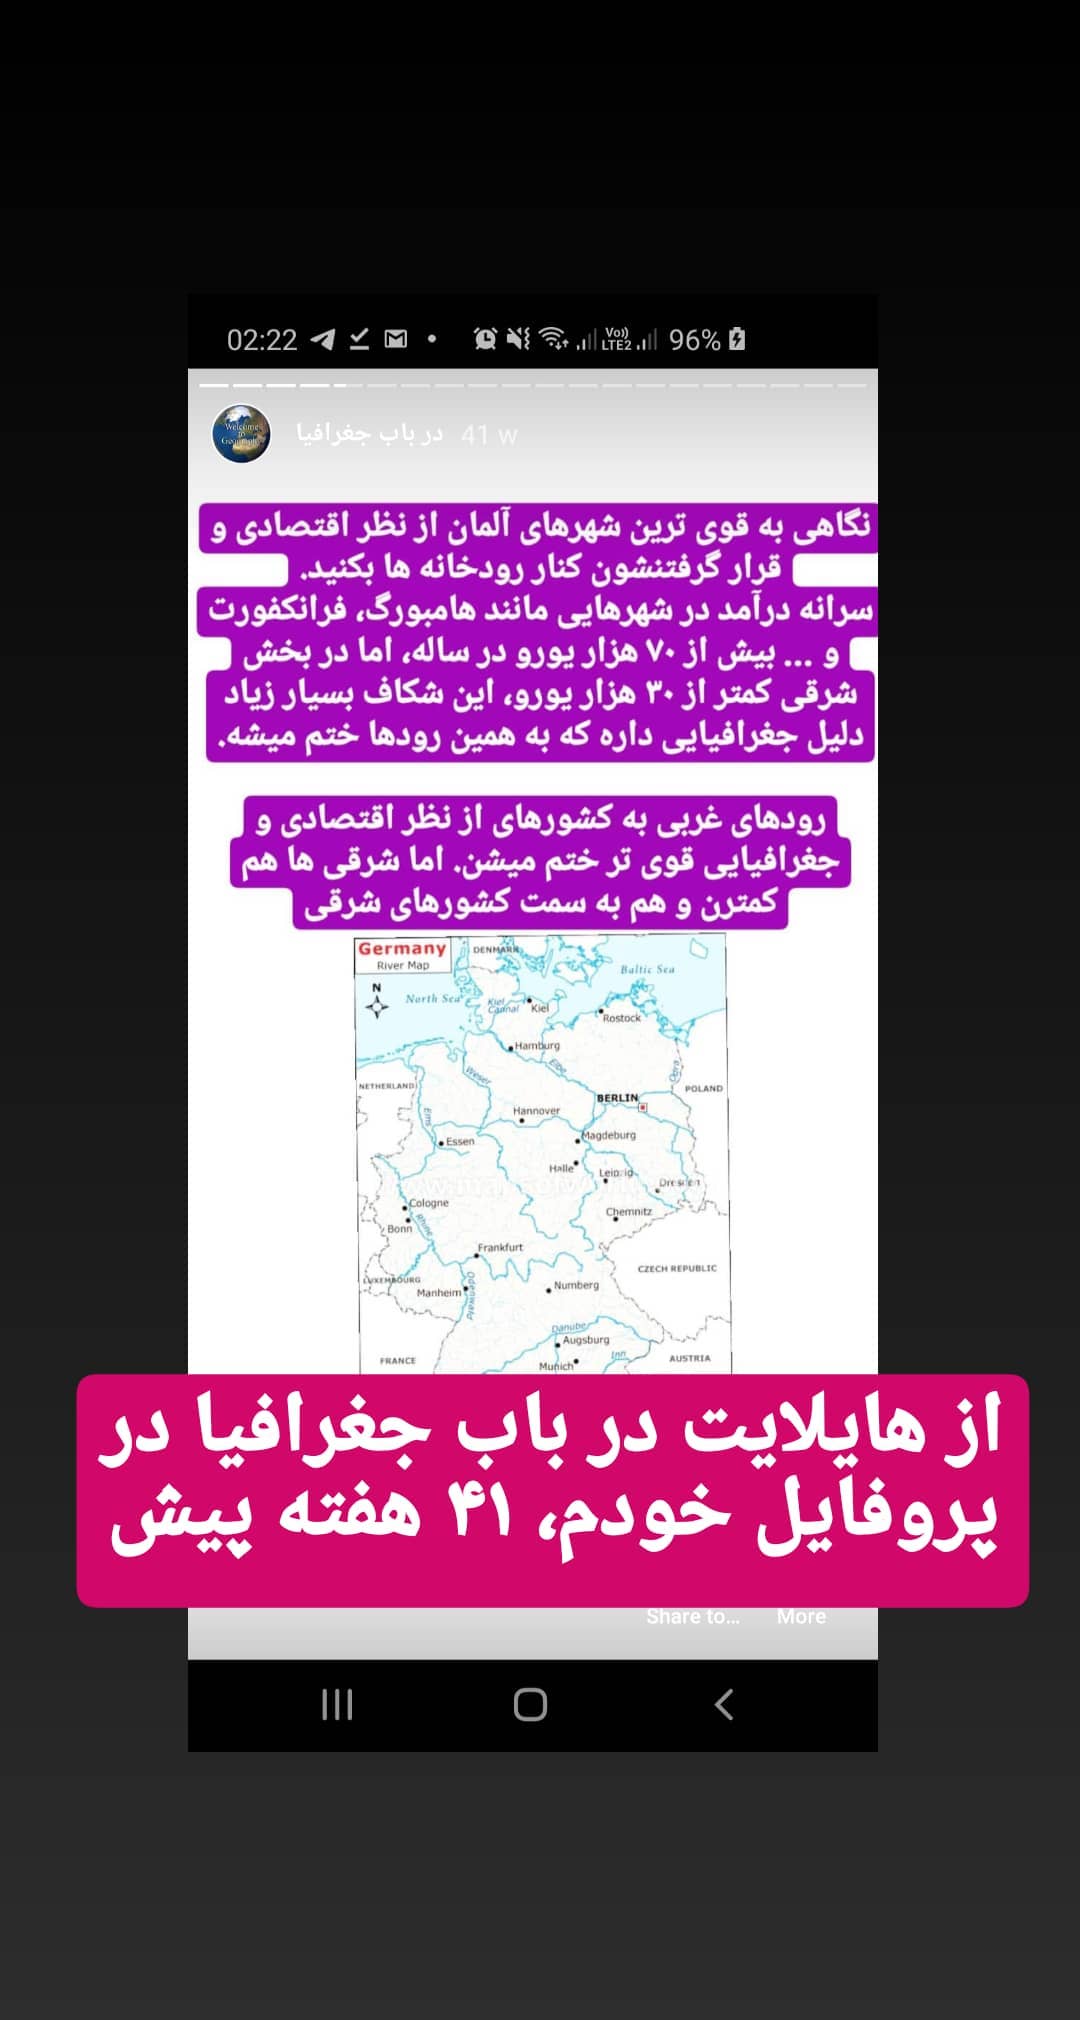 02:22
Vo))
LTE2
96%
Welcome
to
در باب جغرافیا 41 w
نگاهی به قوی ترین شهرهای آلمان از نظر اقتصادی و
قرار گرفتنشون کنار رودخانه ها بکنید.
سرانه درآمد در شهرهایی مانند هامبورگ، فرانکفورت
و ... بیش از ۷۰ هزار یورو در ساله، اما در بخش
شرقی کمتر از ۳۰ هزار یورو، این شکاف بسیار زیاد
دلیل جغرافیایی داره که به همین رودها ختم میشه.
رودهای غربی به کشورهای از نظر اقتصادی و
جغرافیایی قوی تر ختم میشن. اما شرقی ها هم
کمترن و هم به سمت کشورهای شرقی
Germany
River Map
DENMARK
Baltic Sea
N
North Sea
Kiel
Cannal
Kiel
Rostock
Hamburg
Elbe
Weser
NETHERLAND
POLAND
BERLIN
Ems
Hannover
Magdeburg
Essen
Halle
Leipzig
Dresden
Cologne
Chemnitz
Bonn
Rhine
Frankfurt
CZECH REPUBLIC
LUXEMBOURG
Manheim
Odenwald
Numberg
Danube
Augsburg
Inn
FRANCE
Munich
AUSTRIA
از هایلایت در باب جغرافیا در
پروفایل خودم، ۴۱ هفته پیش
Share to...
More